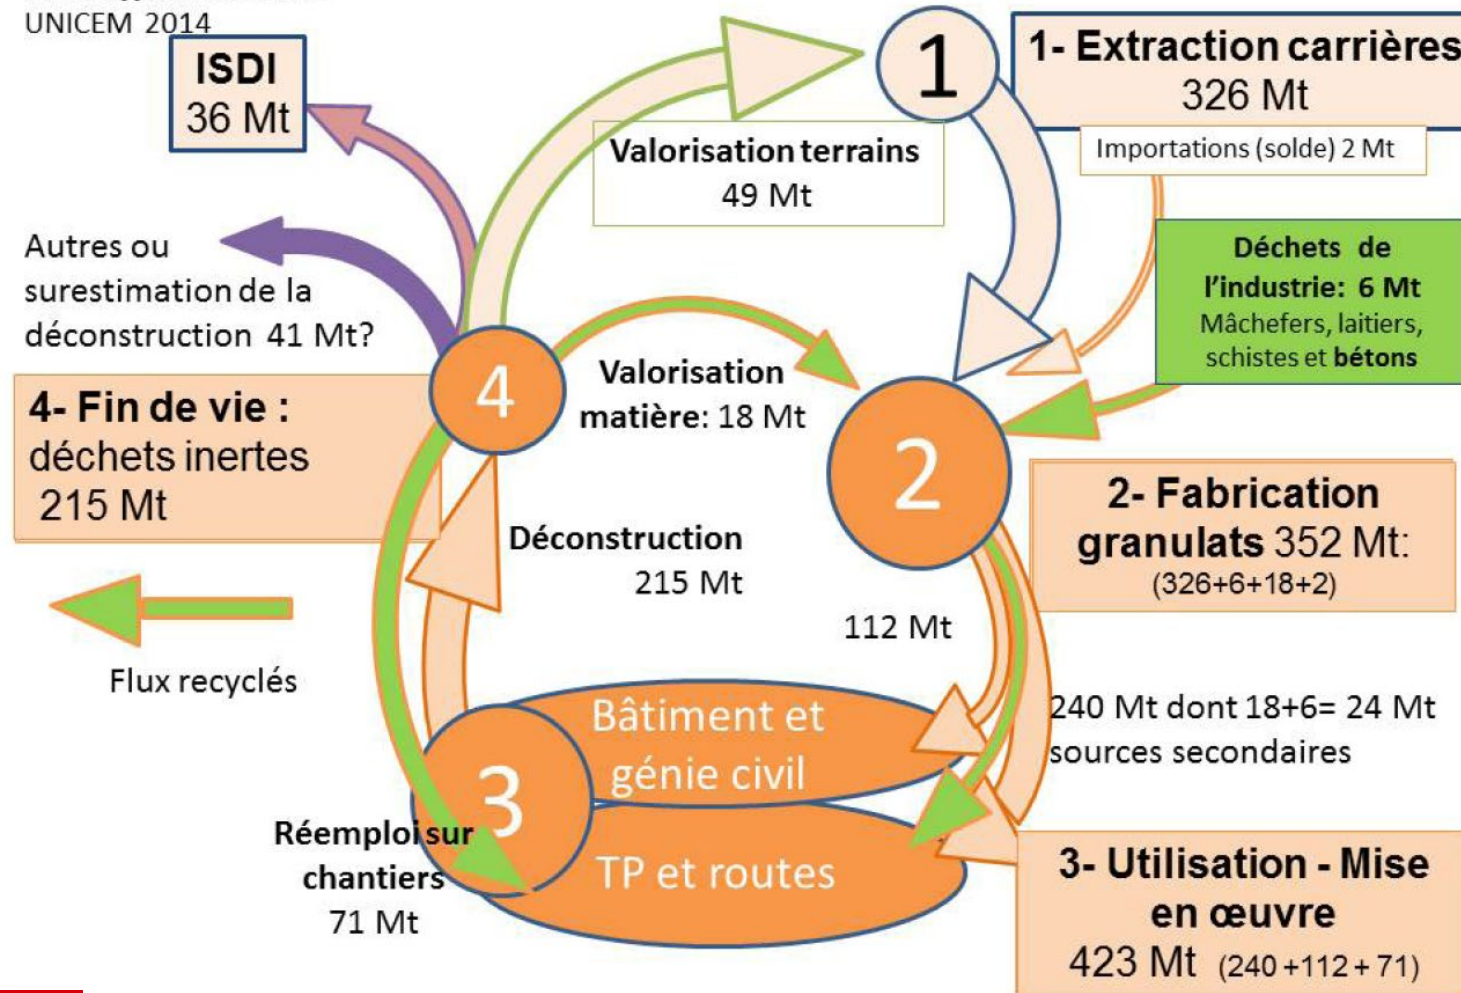 UNICEM 2014
ISDI
36 Mt
1
1- Extraction carrières
326 Mt
Importations (solde) 2 Mt
Valorisation terrains
49 Mt
Déchets de
l'industrie: 6 Mt
Mâchefers, laitiers,
schistes et bétons
Autres ou
surestimation de la
déconstruction 41 Mt?
4
Valorisation
matière: 18 Mt
4- Fin de vie :
déchets inertes
215 Mt
2
2- Fabrication
granulats 352 Mt:
(326+6+18+2)
Déconstruction
215 Mt
112 Mt
Flux recyclés
240 Mt dont 18+6= 24 Mt
sources secondaires
Bâtiment et
génie civil
3
TP et routes
Réemploi sur
chantiers
71 Mt
3- Utilisation - Mise
en œuvre
423 Mt (240 +112 + 71)